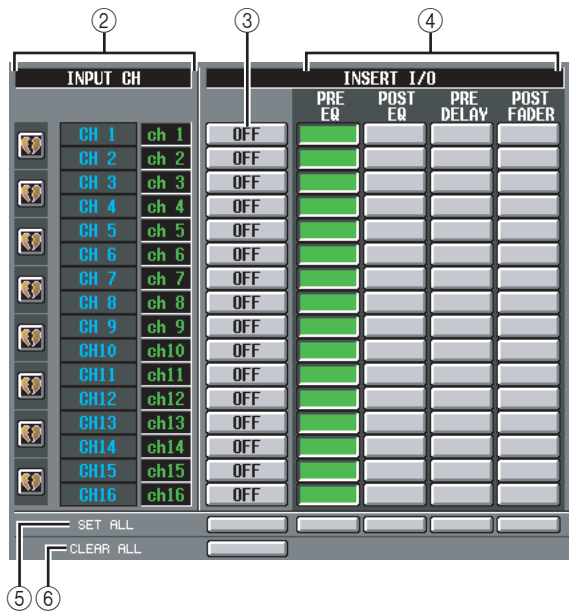 ② ③ ④
INPUT CH INSERT I/O
PRE EQ POST EQ PRE DELAY POST FADER
CH 1 ch 1 OFF
CH 2 ch 2 OFF
CH 3 ch 3 OFF
CH 4 ch 4 OFF
CH 5 ch 5 OFF
CH 6 ch 6 OFF
CH 7 ch 7 OFF
CH 8 ch 8 OFF
CH 9 ch 9 OFF
CH10 ch10 OFF
CH11 ch11 OFF
CH12 ch12 OFF
CH13 ch13 OFF
CH14 ch14 OFF
CH15 ch15 OFF
CH16 ch16 OFF
SET ALL
CLEAR ALL
⑤ ⑥